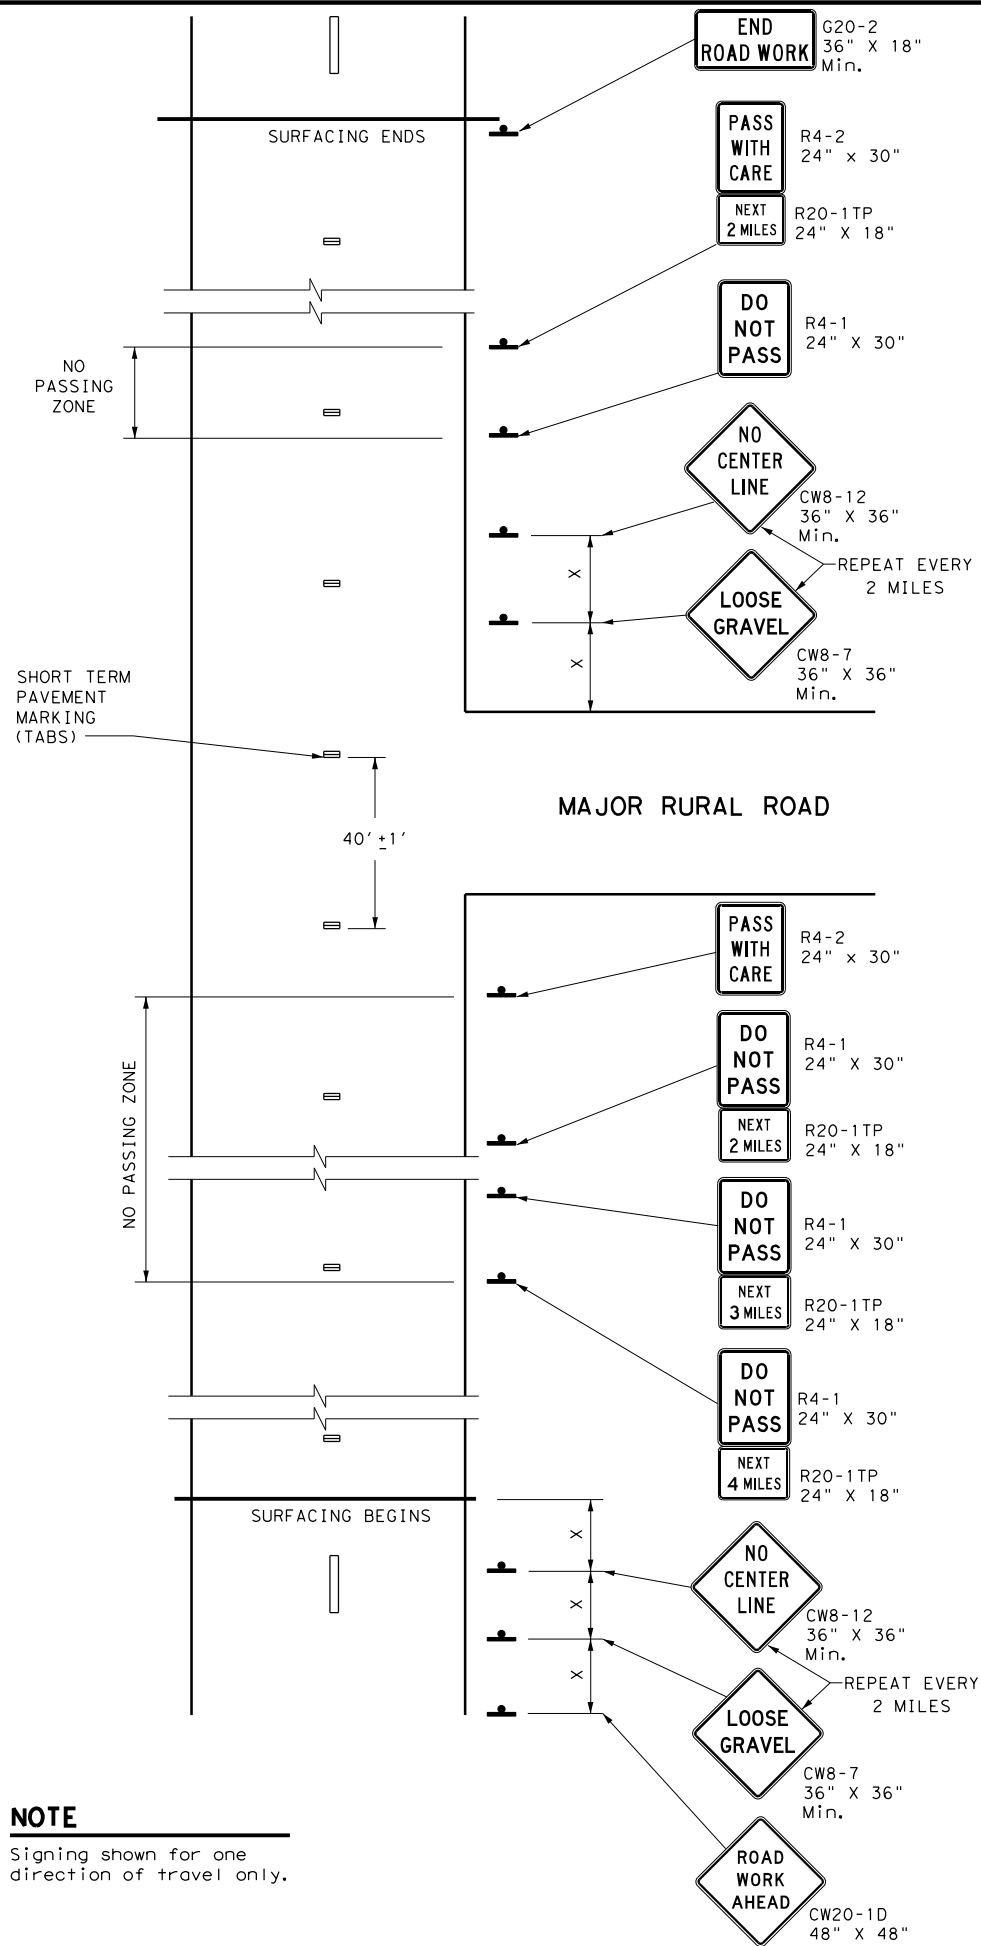 END
ROAD WORK
G20-2
36" X 18"
Min.
SURFACING ENDS
PASS
WITH
CARE
R4-2
24" x 30"
NEXT
2 MILES
R20-1TP
24" X 18"
DO
NOT
PASS
R4-1
24" X 30"
NO
PASSING
ZONE
NO
CENTER
LINE
CW8-12
36" X 36"
Min.
REPEAT EVERY
2 MILES
X
LOOSE
GRAVEL
CW8-7
36" X 36"
Min.
X
SHORT TERM
PAVEMENT
MARKING
(TABS)
40' ±1'
MAJOR RURAL ROAD
PASS
WITH
CARE
R4-2
24" x 30"
DO
NOT
PASS
R4-1
24" X 30"
NEXT
2 MILES
R20-1TP
24" X 18"
NO PASSING ZONE
DO
NOT
PASS
R4-1
24" X 30"
NEXT
3 MILES
R20-1TP
24" X 18"
DO
NOT
PASS
R4-1
24" X 30"
NEXT
4 MILES
R20-1TP
24" X 18"
SURFACING BEGINS
X
NO
CENTER
LINE
CW8-12
36" X 36"
Min.
X
REPEAT EVERY
2 MILES
X
LOOSE
GRAVEL
CW8-7
36" X 36"
Min.
ROAD
WORK
AHEAD
CW20-1D
48" X 48"
NOTE
Signing shown for one
direction of travel only.